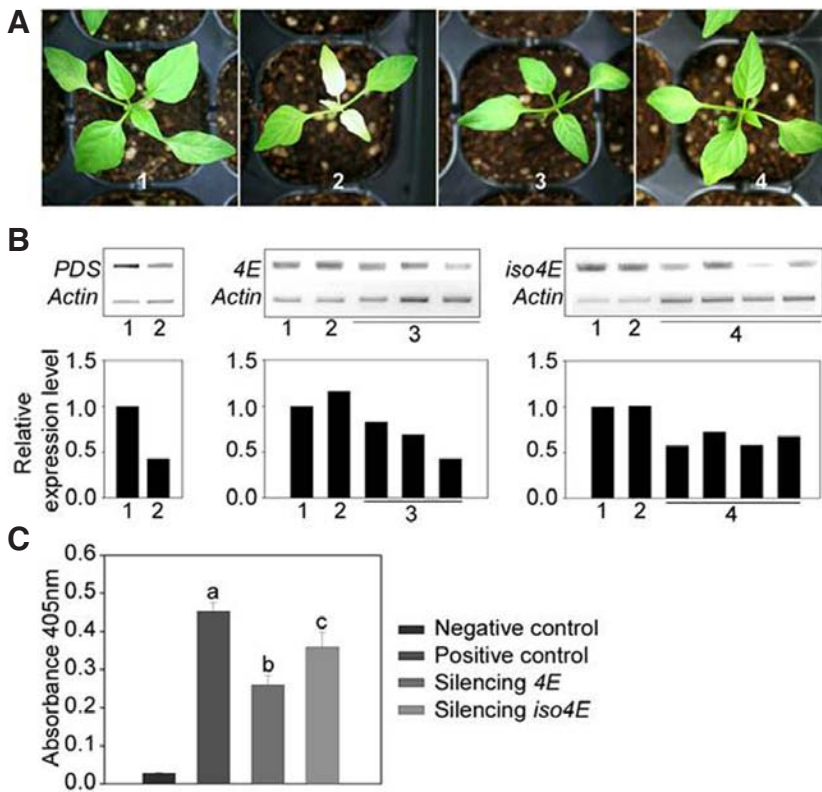 A
1 2 3 4
B
PDS
Actin
1 2
4E
Actin
1 2 3
iso4E
Actin
1 2 4
Relative
expression level
1.5
1.0
0.5
0.0
1 2
1.5
1.0
0.5
0.0
1 2 3
1.5
1.0
0.5
0.0
1 2 4
C
Absorbance 405nm
0.6
0.5
0.4
0.3
0.2
0.1
0.0
a
b
c
Negative control
Positive control
Silencing 4E
Silencing iso4E